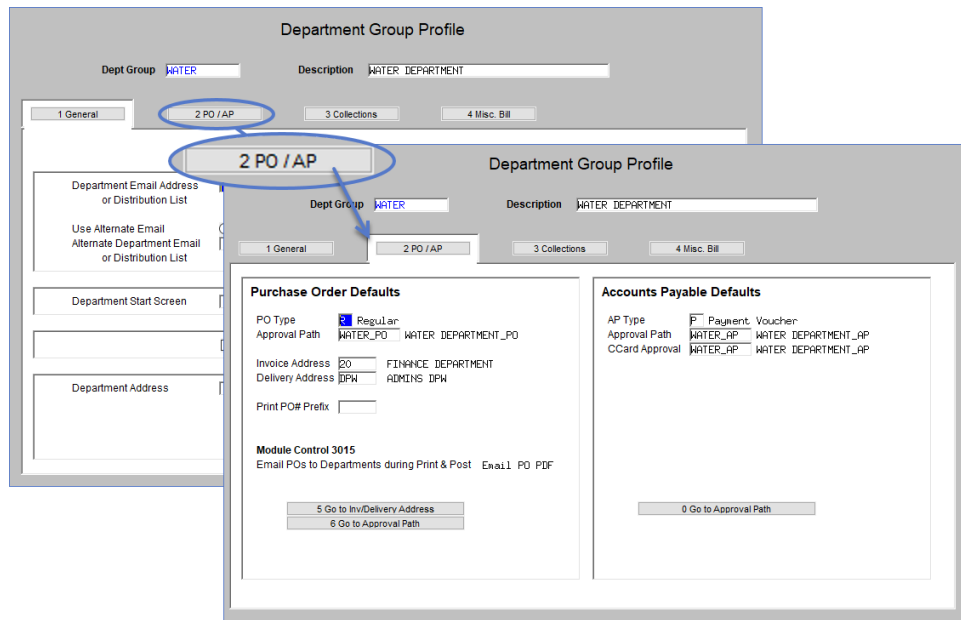 Department Group Profile
Dept Group WATER Description WATER DEPARTMENT
1 General 2 PO / AP 3 Collections 4 Misc. Bill
2 PO / AP
Department Email Address
or Distribution List
Use Alternate Email
Alternate Department Email
or Distribution List
Department Start Screen
Department Address
Department Group Profile
Dept Group WATER Description WATER DEPARTMENT
1 General 2 PO / AP 3 Collections 4 Misc. Bill
Purchase Order Defaults
PO Type R Regular
Approval Path WATER_PO WATER DEPARTMENT_PO
Invoice Address 20 FINANCE DEPARTMENT
Delivery Address DPW ADMINS DPW
Print PO# Prefix
Module Control 3015
Email POs to Departments during Print & Post Email PO PDF
5 Go to Inv/Delivery Address
6 Go to Approval Path
Accounts Payable Defaults
AP Type P Payment Voucher
Approval Path WATER_AP WATER DEPARTMENT_AP
CCard Approval WATER_AP WATER DEPARTMENT_AP
0 Go to Approval Path